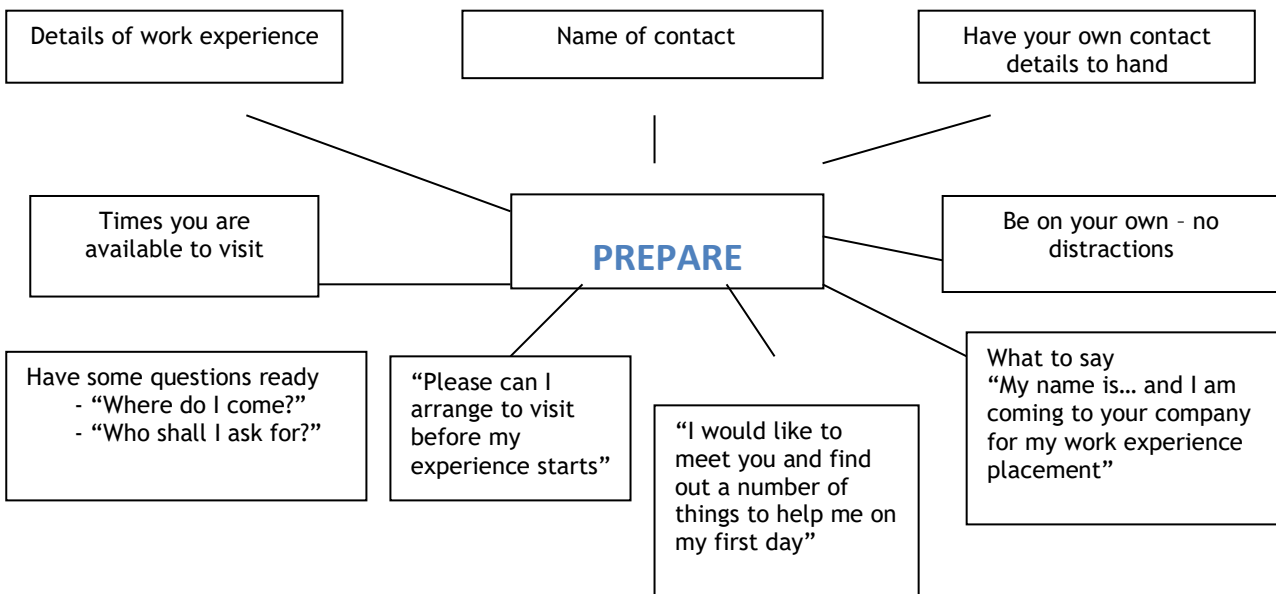 Details of work experience
Name of contact
Have your own contact
details to hand
Times you are
available to visit
PREPARE
Be on your own – no
distractions
Have some questions ready
- “Where do I come?”
- “Who shall I ask for?”
“Please can I
arrange to visit
before my
experience starts”
“I would like to
meet you and find
out a number of
things to help me on
my first day”
What to say
“My name is... and I am
coming to your company
for my work experience
placement”